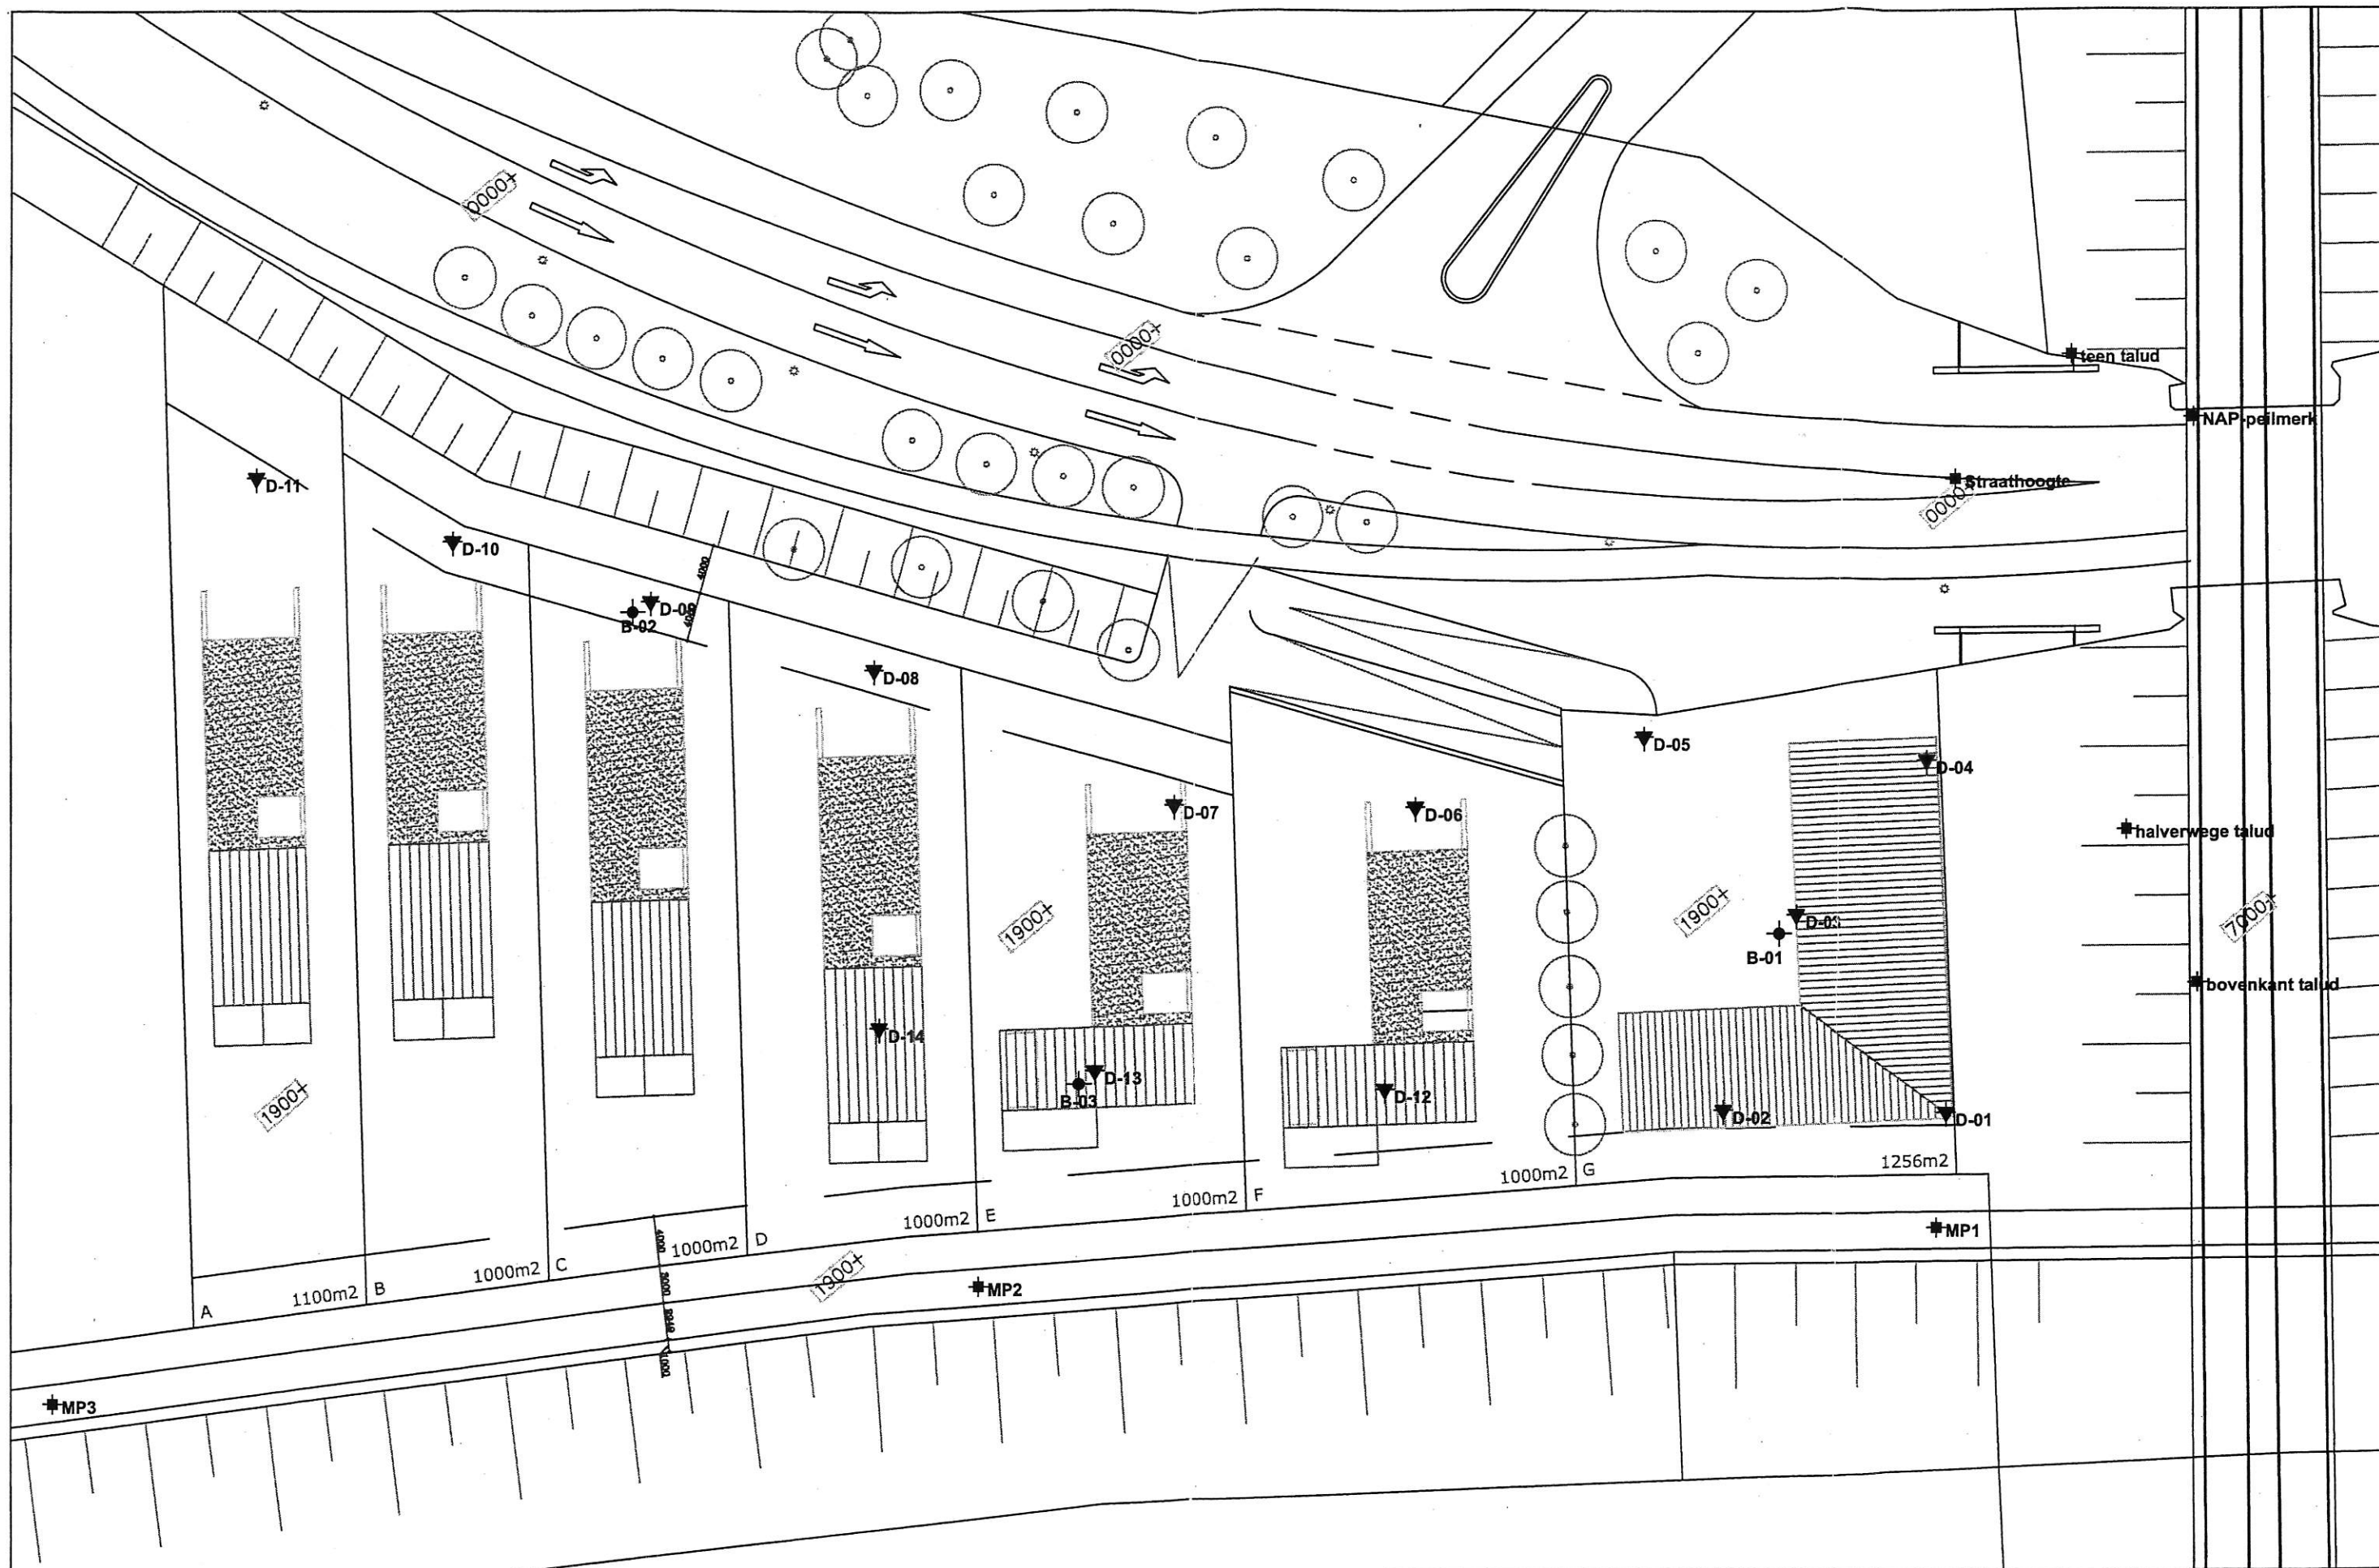 0000+
0000+
teen talud
NAP-peilmerk
Straathoogte
0000+
D-11
D-10
4000
D-09
B-02
D-08
D-05
D-04
D-07
D-06
halverwege talud
1900+
1900+
7000+
D-03
B-01
bovenkant talud
D-14
D-13
B-03
D-12
D-02
D-01
1900+
1256m2
1000m2
G
1000m2
F
1000m2
E
1000m2
D
4000
1000m2
C
1100m2
B
A
1900+
MP1
MP2
MP3